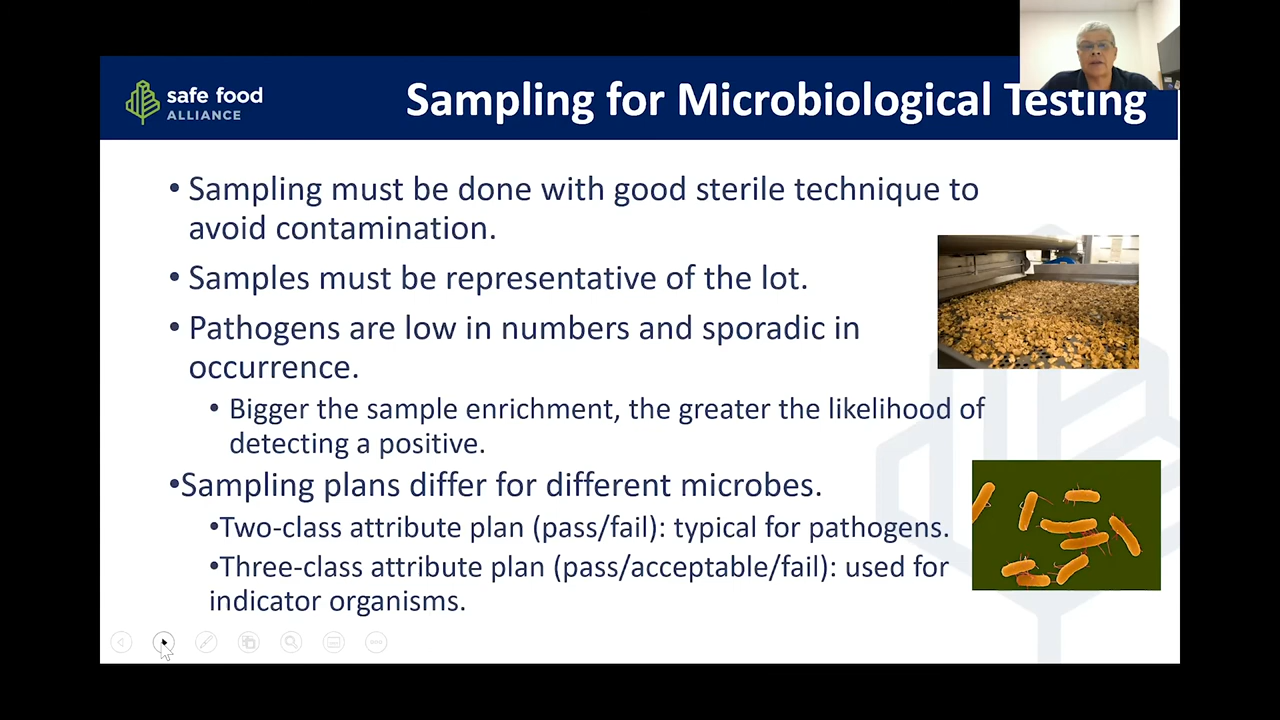 safe food
ALLIANCE
Sampling for Microbiological Testing
• Sampling must be done with good sterile technique to
avoid contamination.
• Samples must be representative of the lot.
• Pathogens are low in numbers and sporadic in
occurrence.
• Bigger the sample enrichment, the greater the likelihood of
detecting a positive.
•Sampling plans differ for different microbes.
•Two-class attribute plan (pass/fail): typical for pathogens.
•Three-class attribute plan (pass/acceptable/fail): used for
indicator organisms.